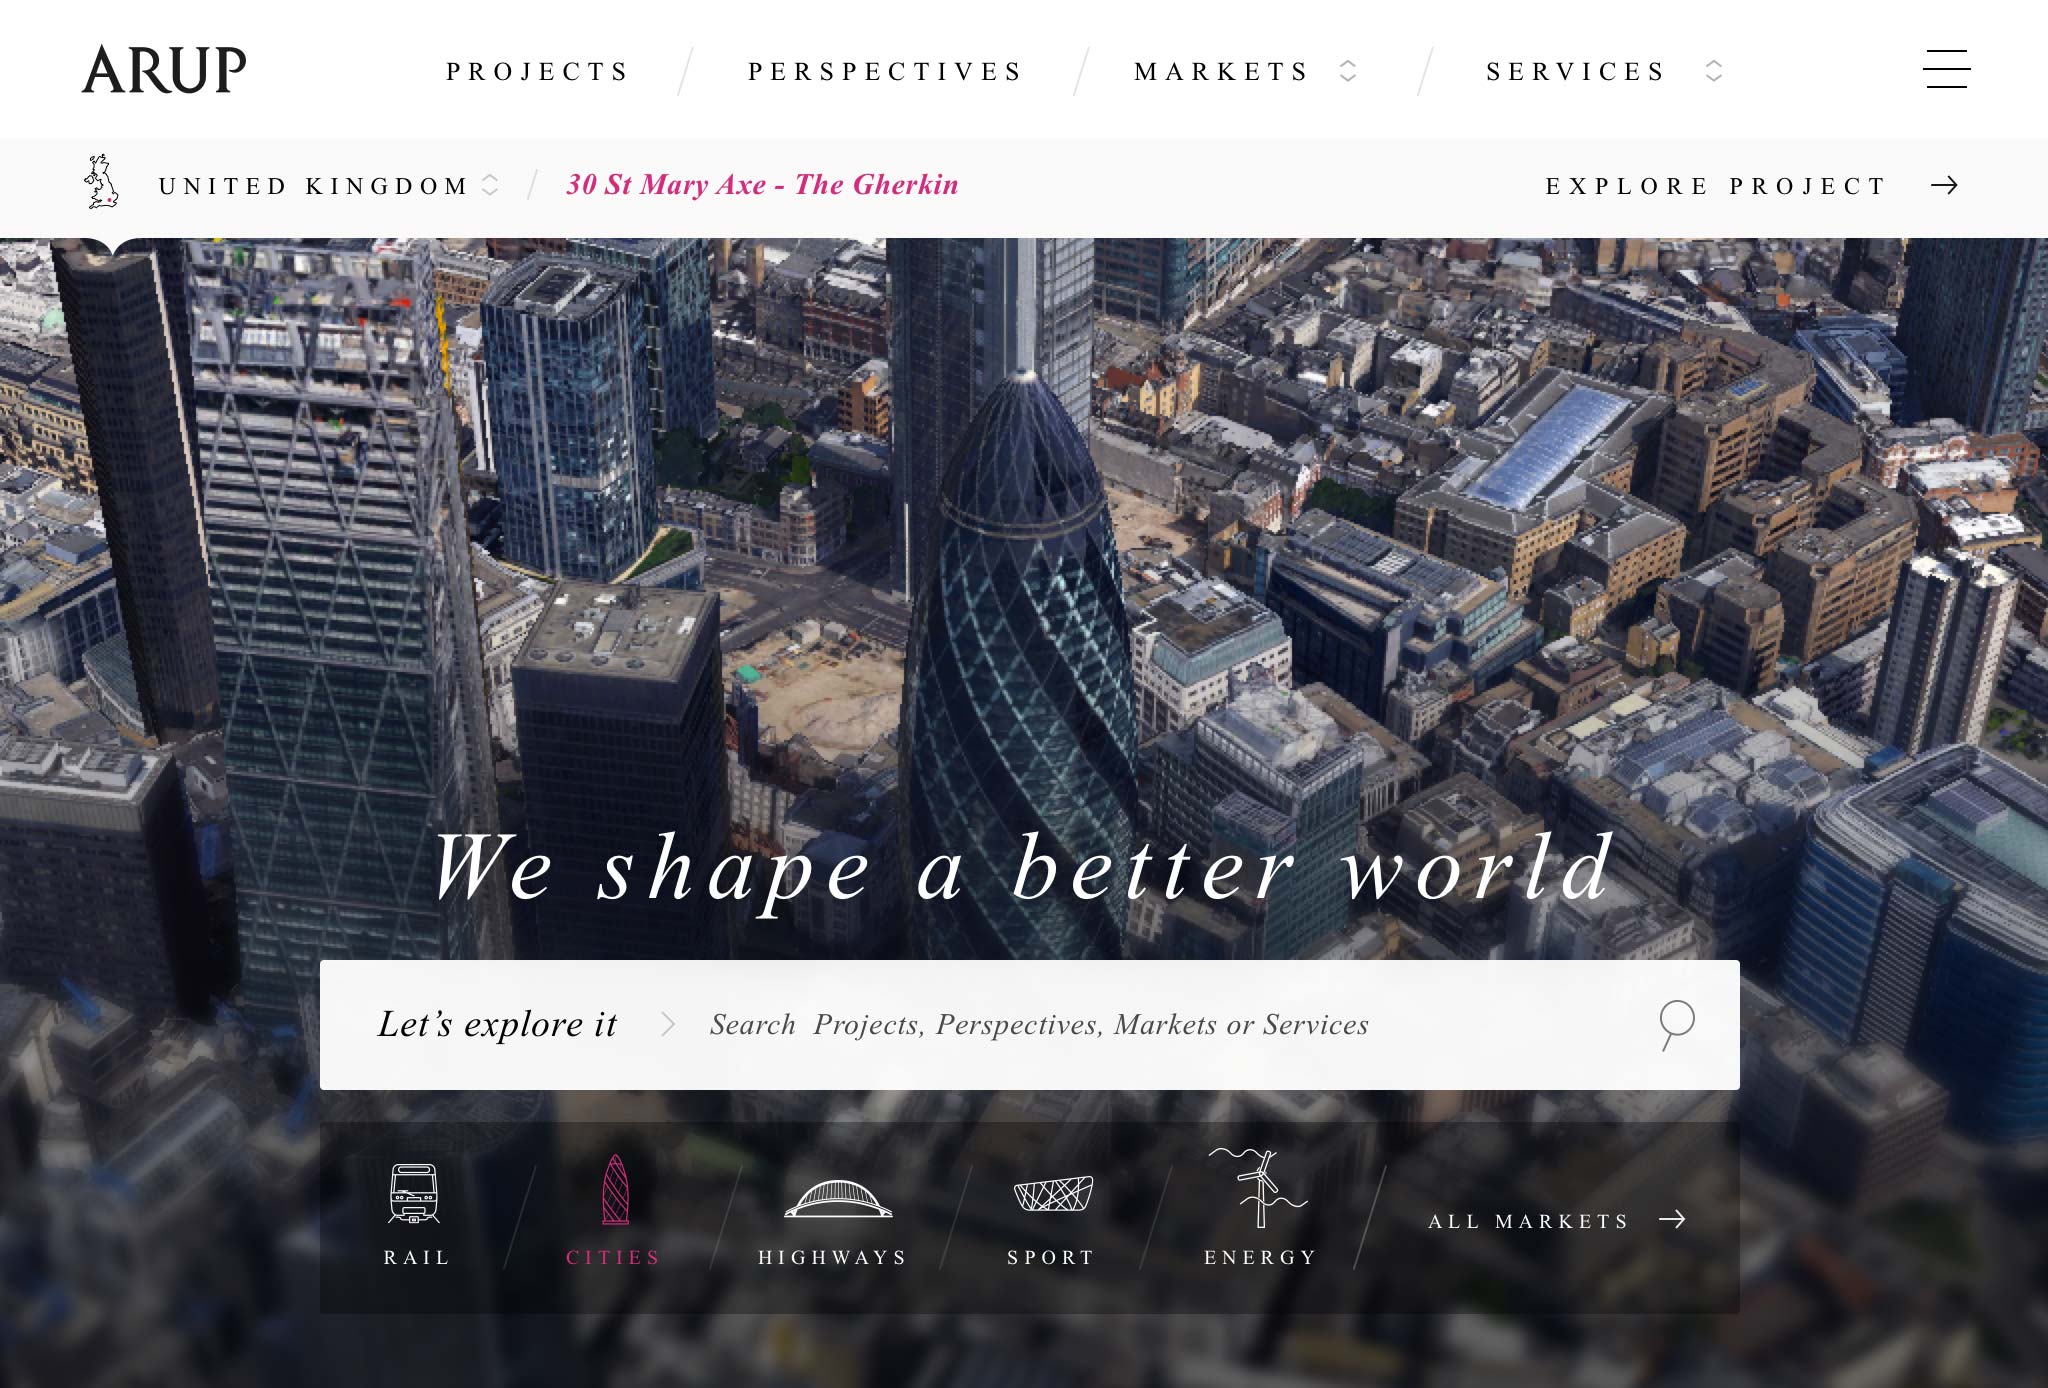 ARUP
PROJECTS
PERSPECTIVES
MARKETS
SERVICES
UNITED KINGDOM
30 St Mary Axe - The Gherkin
EXPLORE PROJECT
We shape a better world
Let’s explore it
Search Projects, Perspectives, Markets or Services
RAIL
CITIES
HIGHWAYS
SPORT
ENERGY
ALL MARKETS